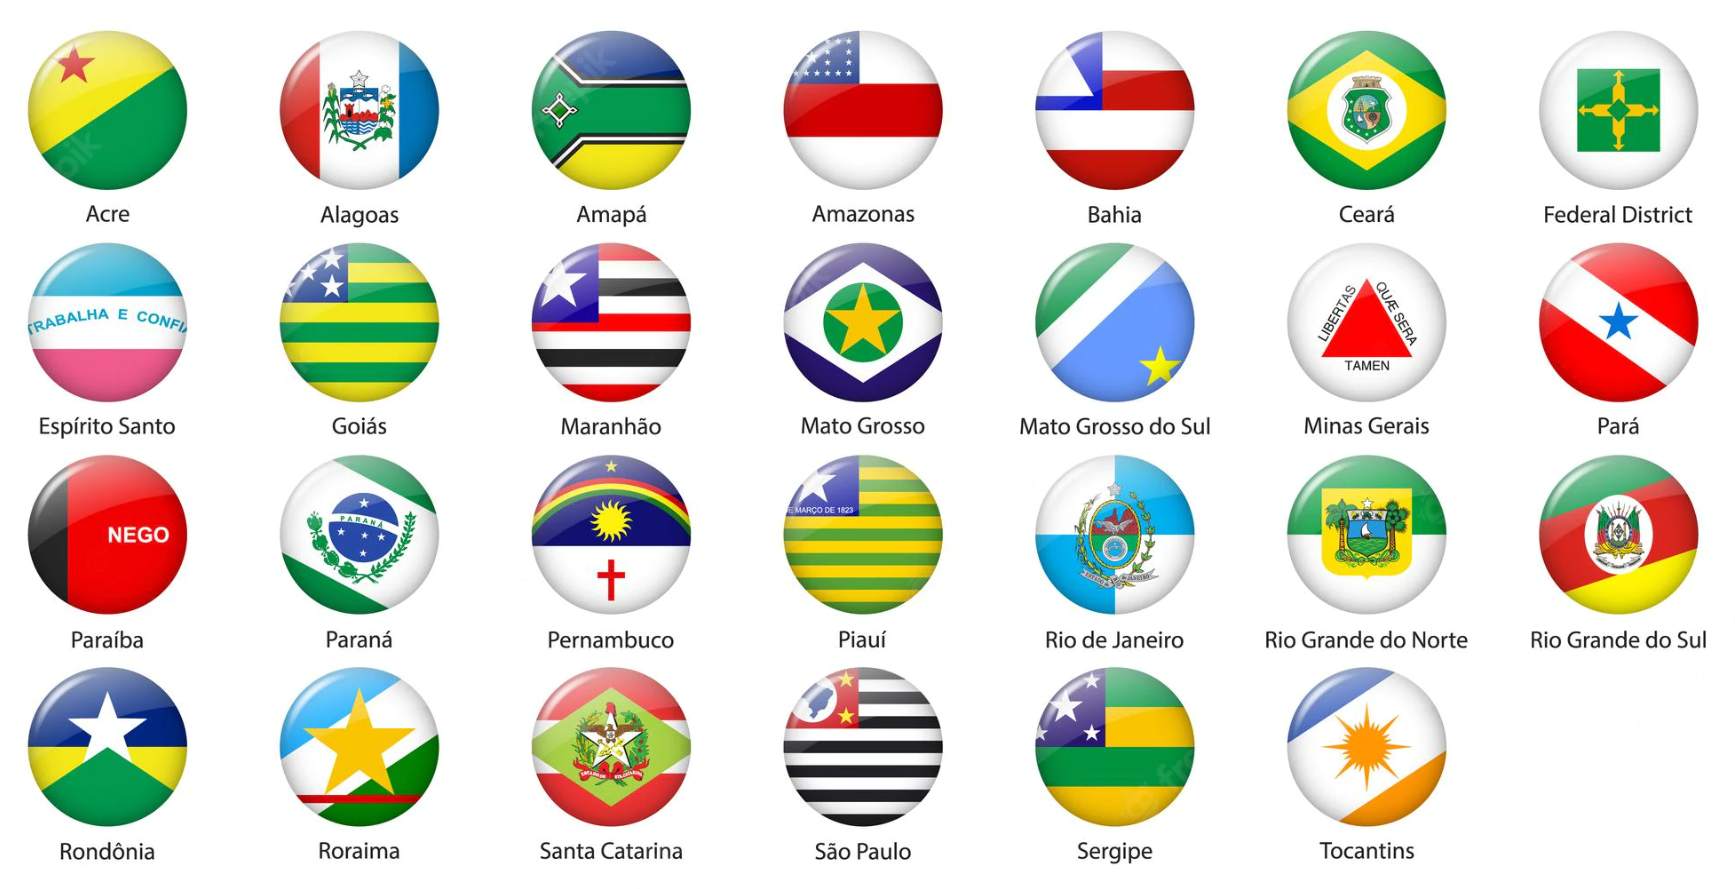 Acre
Alagoas
Amapá
Amazonas
Bahia
Ceará
Federal District
TRABALHA E CONFI
LIBERTAS
QUÆ SERA
TAMEN
Espírito Santo
Goiás
Maranhão
Mato Grosso
Mato Grosso do Sul
Minas Gerais
Pará
NEGO
PARANÁ
E MARÇO DE 1823
Paraíba
Paraná
Pernambuco
Piauí
Rio de Janeiro
Rio Grande do Norte
Rio Grande do Sul
Rondônia
Roraima
Santa Catarina
São Paulo
Sergipe
Tocantins